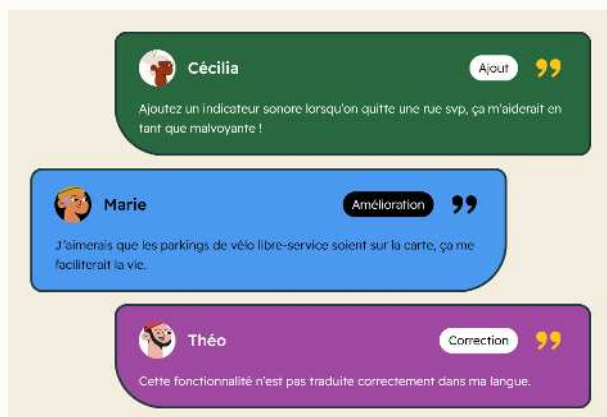 Cécilia
Ajout
Ajoutez un indicateur sonore lorsqu'on quitte une rue svp, ça m'aiderait en
tant que malvoyante !
Marie
Amélioration
J'aimerais que les parkings de vélo libre-service soient sur la carte, ça me
faciliterait la vie.
Théo
Correction
Cette fonctionnalité n'est pas traduite correctement dans ma langue.